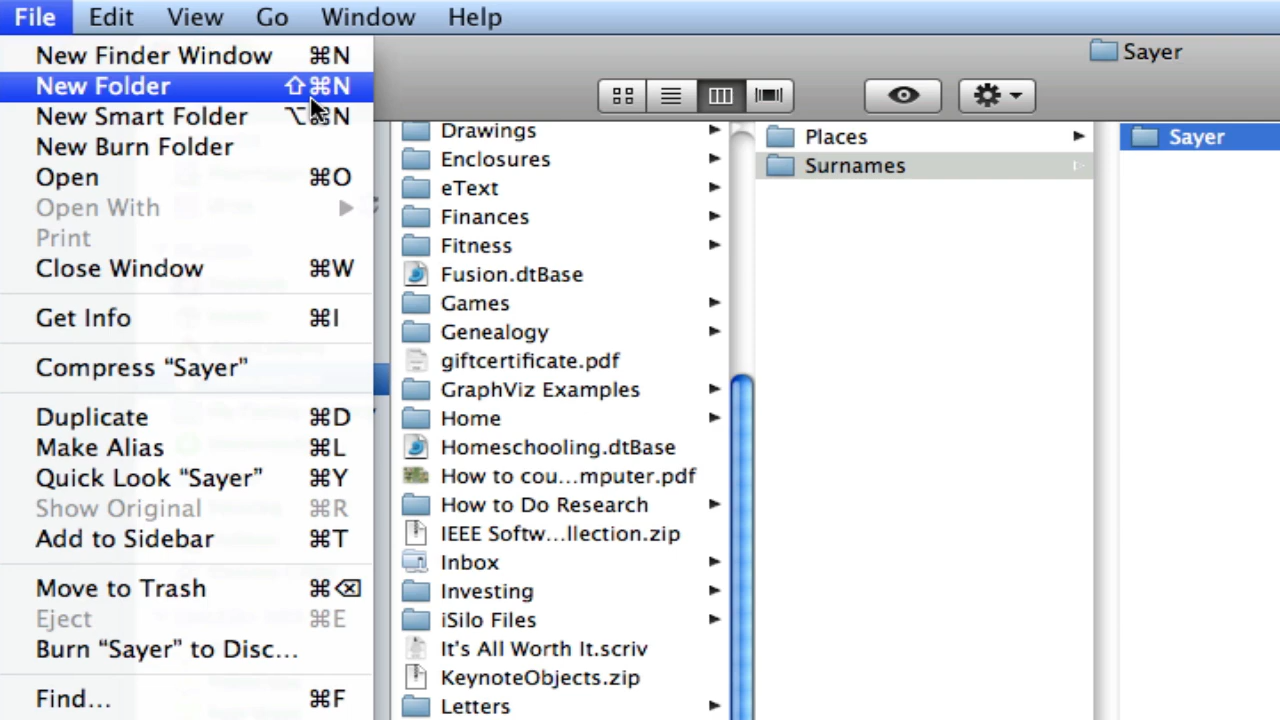 File Edit View Go Window Help
New Finder Window ⌘N
New Folder ⇧⌘N
New Smart Folder ⌥⌘N
New Burn Folder
Open ⌘O
Open With
Print
Close Window ⌘W
Get Info ⌘I
Compress “Sayer”
Duplicate ⌘D
Make Alias ⌘L
Quick Look “Sayer” ⌘Y
Show Original ⌘R
Add to Sidebar ⌘T
Move to Trash ⌘⌫
Eject ⌘E
Burn “Sayer” to Disc...
Find... ⌘F
Sayer
Drawings
Enclosures
eText
Finances
Fitness
Fusion.dtBase
Games
Genealogy
giftcertificate.pdf
GraphViz Examples
Home
Homeschooling.dtBase
How to cou...mputer.pdf
How to Do Research
IEEE Softw...llection.zip
Inbox
Investing
iSilo Files
It's All Worth It.scriv
KeynoteObjects.zip
Letters
Places
Surnames
Sayer